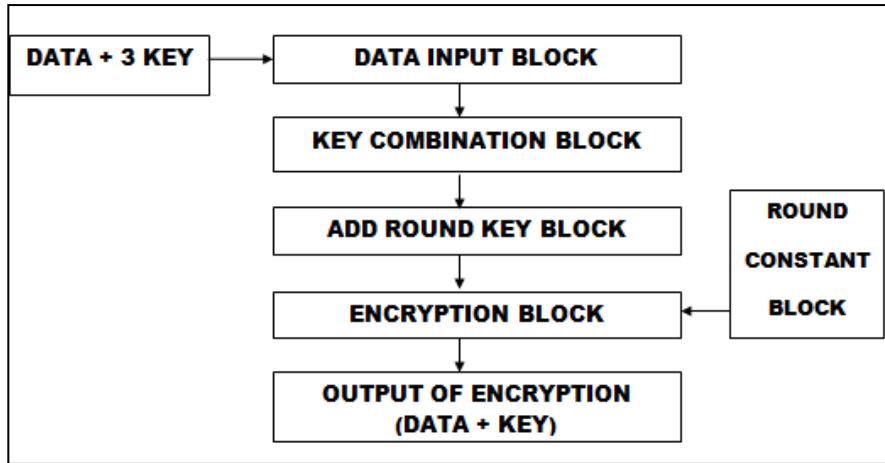 DATA + 3 KEY
DATA INPUT BLOCK
KEY COMBINATION BLOCK
ADD ROUND KEY BLOCK
ROUND
CONSTANT
BLOCK
ENCRYPTION BLOCK
OUTPUT OF ENCRYPTION
(DATA + KEY)